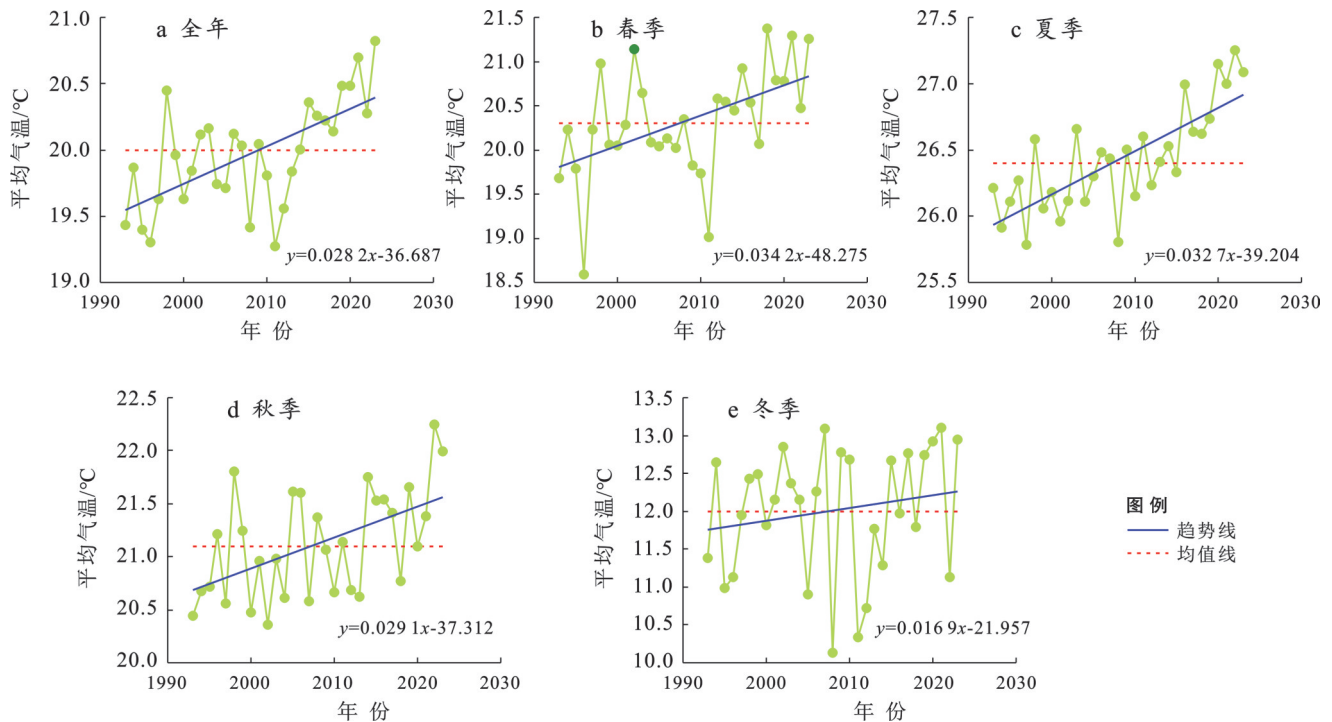 a 全年
平均气温/℃
21.0
20.5
20.0
19.5
19.0
1990 2000 2010 2020 2030
年份
y=0.028 2x-36.687
b 春季
平均气温/℃
21.5
21.0
20.5
20.0
19.5
19.0
18.5
1990 2000 2010 2020 2030
年份
y=0.034 2x-48.275
c 夏季
平均气温/℃
27.5
27.0
26.5
26.0
25.5
1990 2000 2010 2020 2030
年份
y=0.032 7x-39.204
d 秋季
平均气温/℃
22.5
22.0
21.5
21.0
20.5
20.0
1990 2000 2010 2020 2030
年份
y=0.029 1x-37.312
e 冬季
平均气温/℃
13.5
13.0
12.5
12.0
11.5
11.0
10.5
10.0
1990 2000 2010 2020 2030
年份
y=0.016 9x-21.957
图例
趋势线
均值线